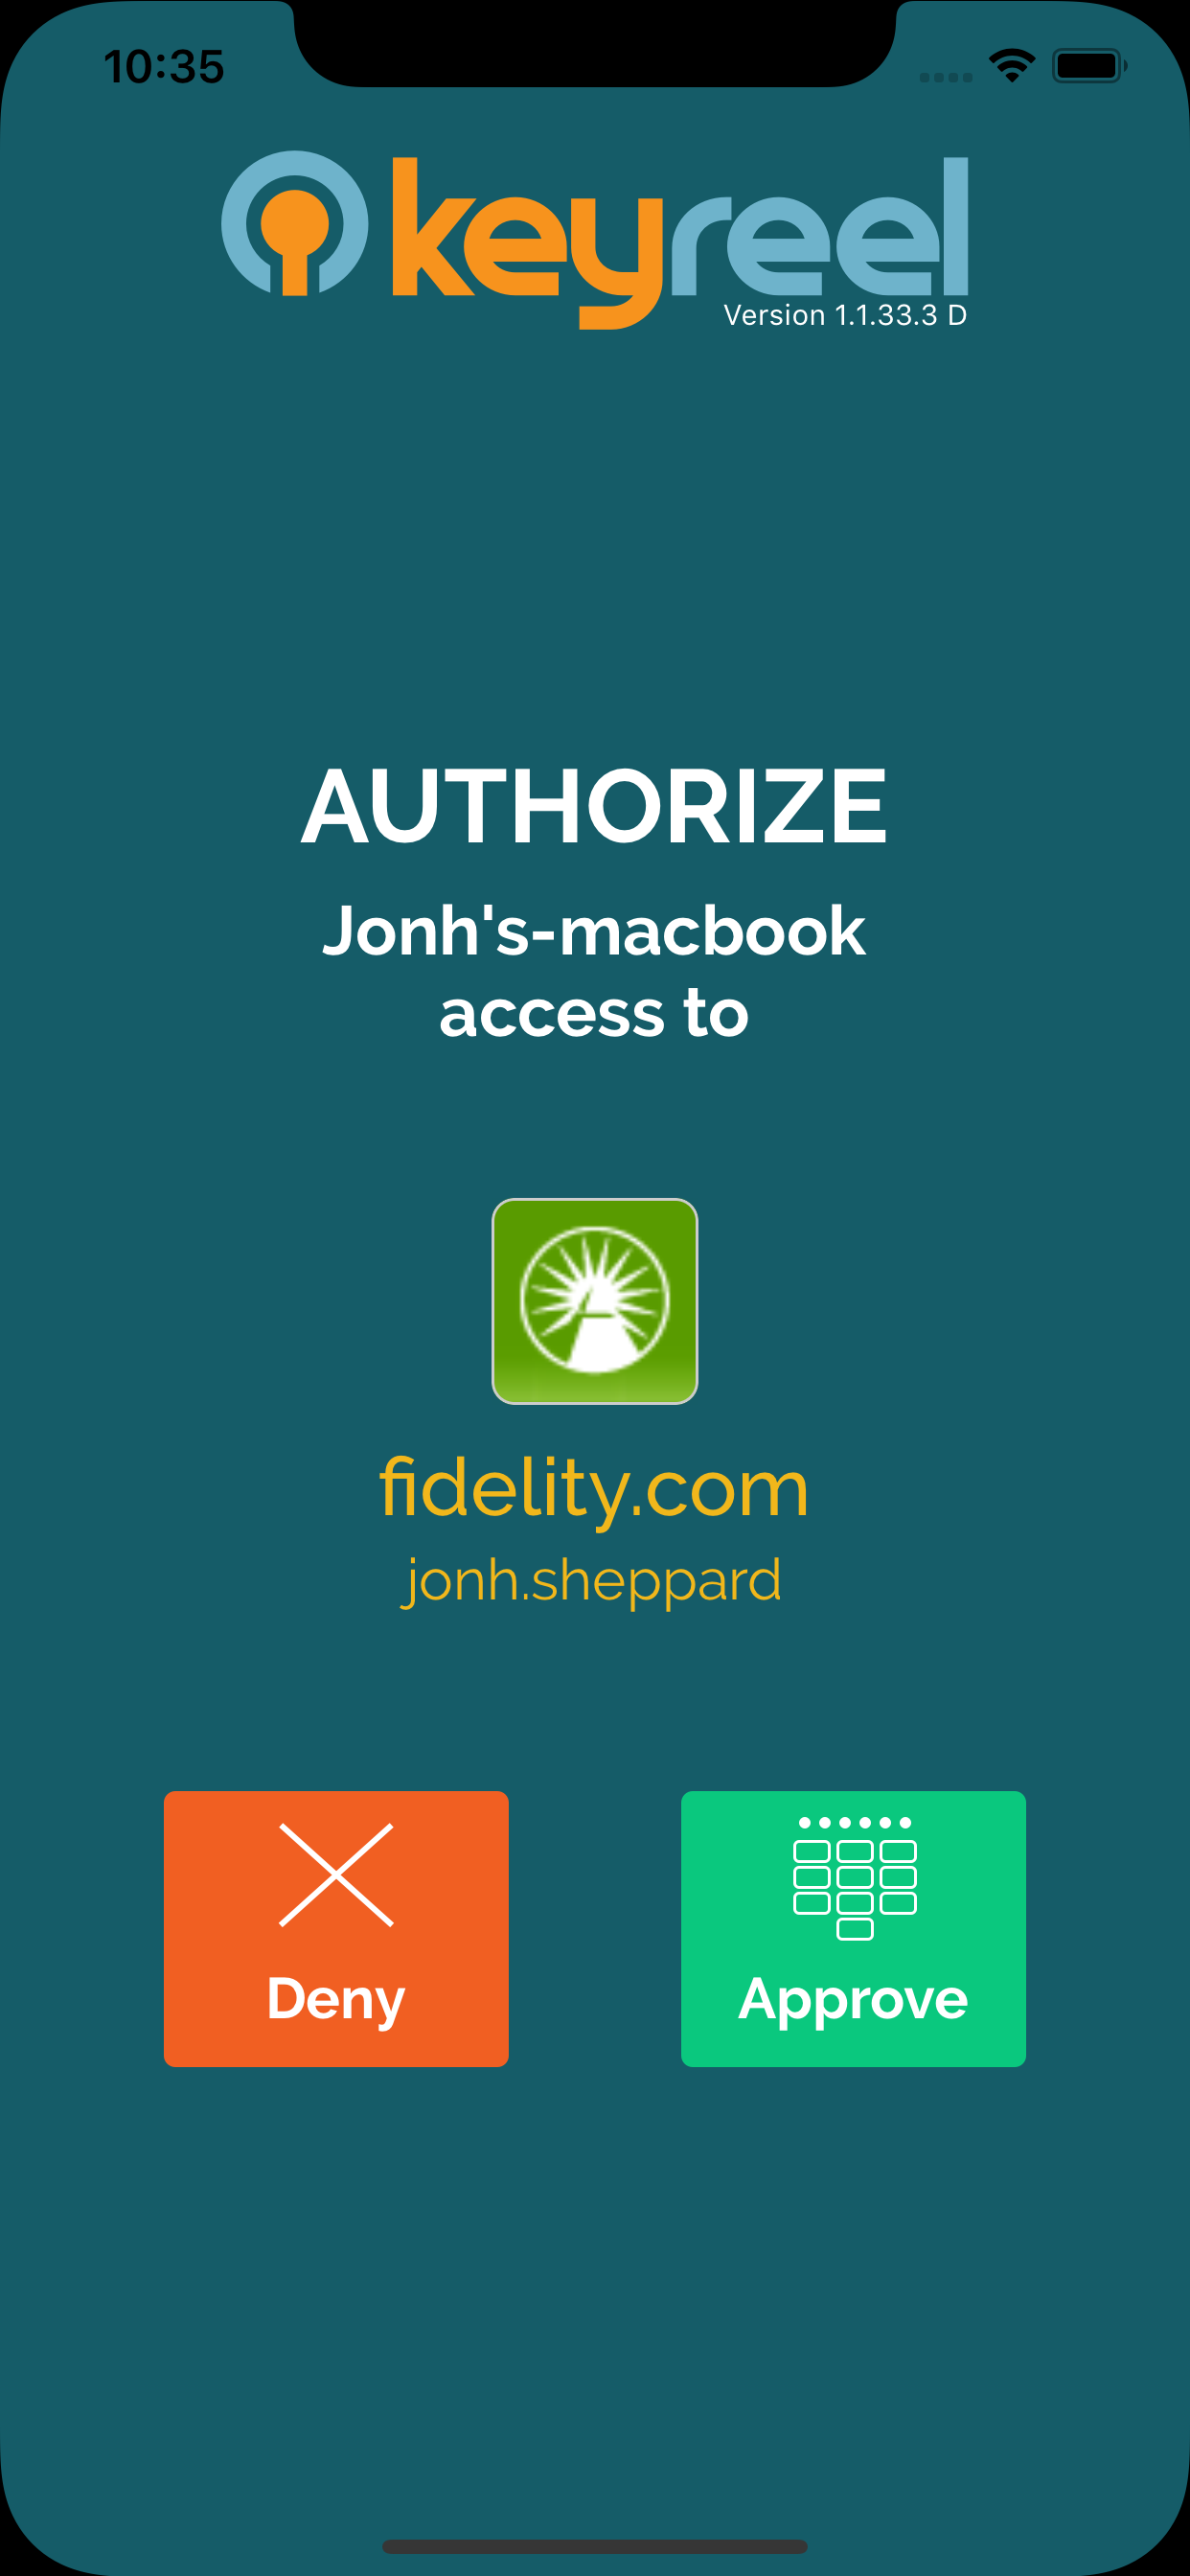 10:35
keyreel
Version 1.1.33.3 D
AUTHORIZE
Jonh's-macbook
access to
fidelity.com
jonh.sheppard
Deny
Approve